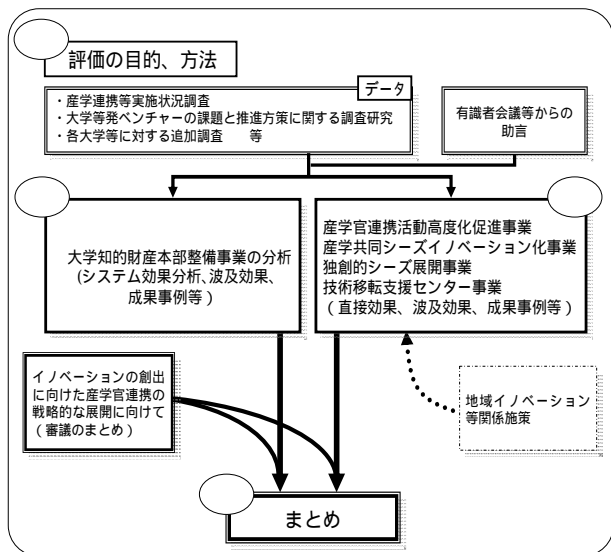 評価の目的、方法
データ
・産学連携等実施状況調査
・大学等発ベンチャーの課題と推進方策に関する調査研究
・各大学等に対する追加調査　　等
有識者会議等からの
助言
大学知的財産本部整備事業の分析
(システム効果分析、波及効果、
成果事例等）
産学官連携活動高度化促進事業
産学共同シーズイノベーション化事業
独創的シーズ展開事業
技術移転支援センター事業
（直接効果、波及効果、成果事例等）
イノベーションの創出
に向けた産学官連携の
戦略的な展開に向けて
（審議のまとめ）
地域イノベーション
等関係施策
まとめ